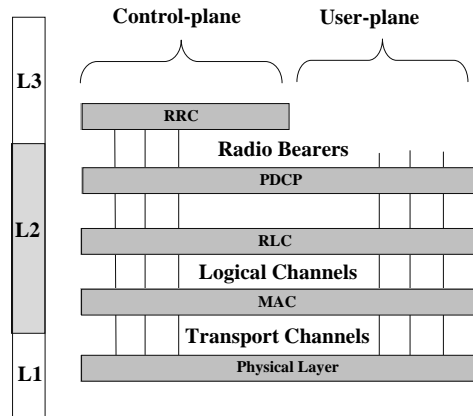 Control-plane
User-plane
L3
RRC
Radio Bearers
PDCP
L2
RLC
Logical Channels
MAC
Transport Channels
L1
Physical Layer